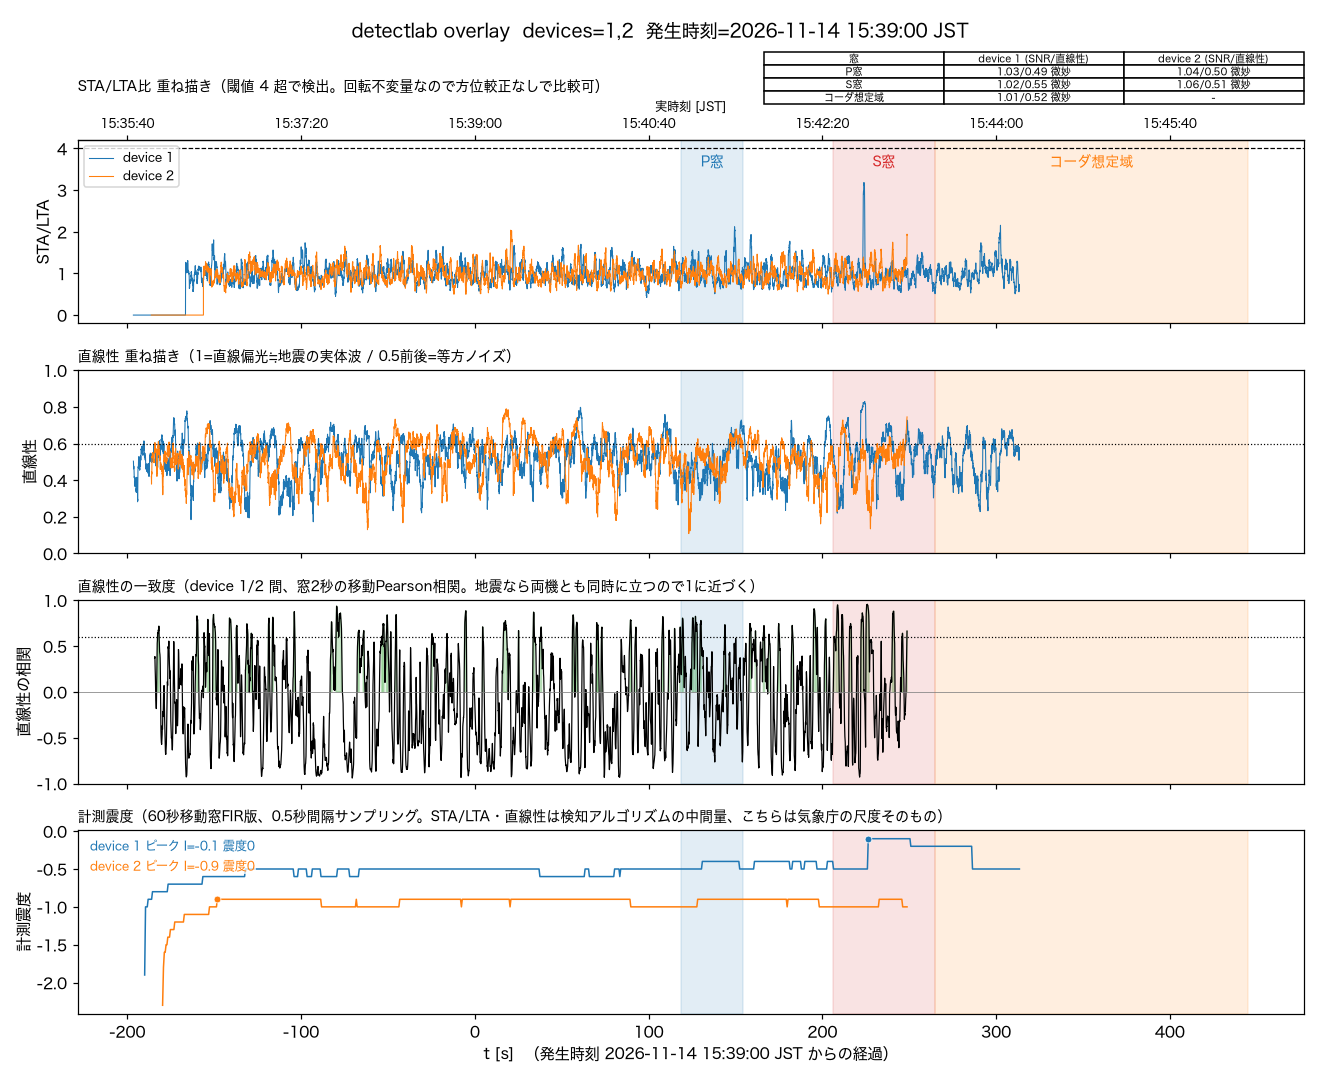 detectlab overlay  devices=1,2  発生時刻=2026-11-14 15:39:00 JST
窓 device 1 (SNR/直線性) device 2 (SNR/直線性)
P窓 1.03/0.49 微妙 1.04/0.50 微妙
S窓 1.02/0.55 微妙 1.06/0.51 微妙
コーダ想定域 1.01/0.52 微妙 -
STA/LTA比 重ね描き（閾値 4 超で検出。回転不変量なので方位較正なしで比較可）
実時刻 [JST]
15:35:40 15:37:20 15:39:00 15:40:40 15:42:20 15:44:00 15:45:40
STA/LTA
4
3
2
1
0
device 1
device 2
P窓
S窓
コーダ想定域
直線性 重ね描き（1=直線偏光≒地震の実体波 / 0.5前後=等方ノイズ）
直線性
1.0
0.8
0.6
0.4
0.2
0.0
直線性の一致度（device 1/2 間、窓2秒の移動Pearson相関。地震なら両機とも同時に立つので1に近づく）
直線性の相関
1.0
0.5
0.0
-0.5
-1.0
計測震度（60秒移動窓FIR版、0.5秒間隔サンプリング。STA/LTA・直線性は検知アルゴリズムの中間量、こちらは気象庁の尺度そのもの）
計測震度
0.0
-0.5
-1.0
-1.5
-2.0
device 1 ピーク I=-0.1 震度0
device 2 ピーク I=-0.9 震度0
-200 -100 0 100 200 300 400
t [s]　（発生時刻 2026-11-14 15:39:00 JST からの経過）